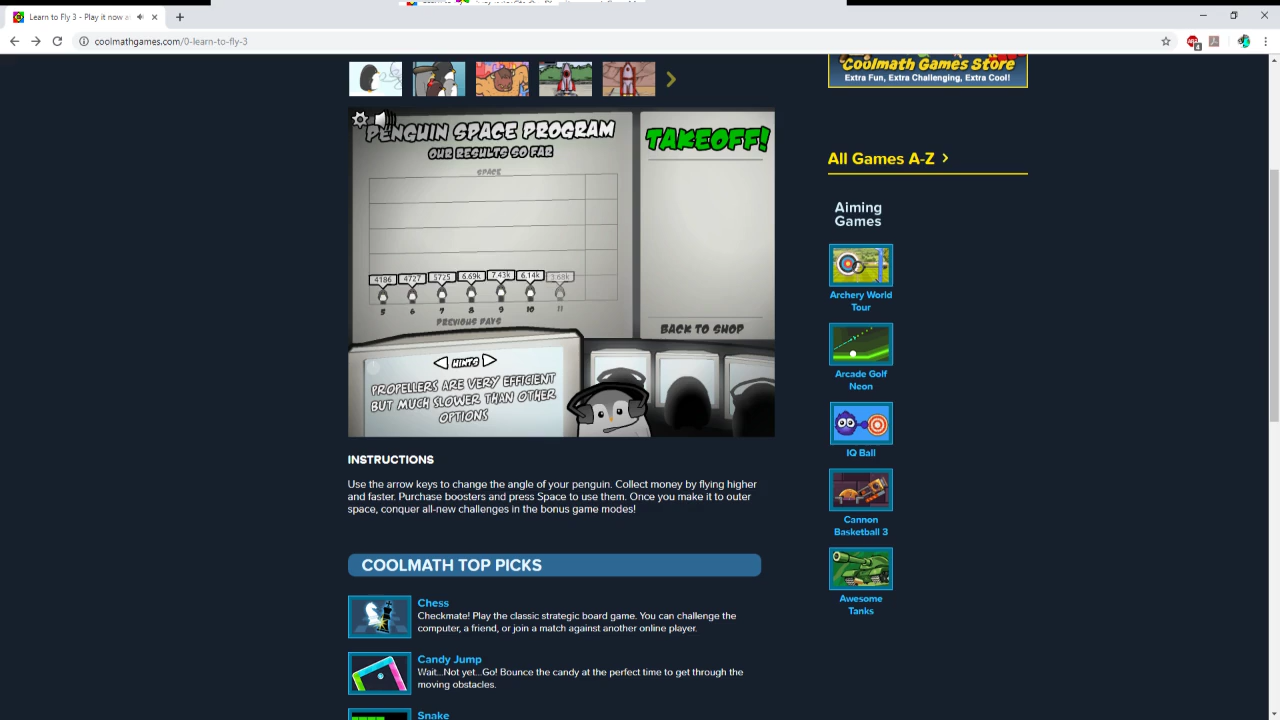 Learn to Fly 3 - Play it now a
coolmathgames.com/0-learn-to-fly-3
Coolmath Games Store
Extra Fun, Extra Challenging, Extra Cool!
PENGUIN SPACE PROGRAM
OUR RESULTS SO FAR
SPACE
4186 4727 5725 6.69k 7.43k 6.14k 3.68k
5 6 7 8 9 10 11
PREVIOUS DAYS
TAKEOFF!
BACK TO SHOP
HINTS
PROPELLERS ARE VERY EFFICIENT
BUT MUCH SLOWER THAN OTHER
OPTIONS
All Games A-Z
Aiming
Games
Archery World
Tour
Arcade Golf
Neon
IQ Ball
Cannon
Basketball 3
Awesome
Tanks
INSTRUCTIONS
Use the arrow keys to change the angle of your penguin. Collect money by flying higher
and faster. Purchase boosters and press Space to use them. Once you make it to outer
space, conquer all-new challenges in the bonus game modes!
COOLMATH TOP PICKS
Chess
Checkmate! Play the classic strategic board game. You can challenge the
computer, a friend, or join a match against another online player.
Candy Jump
Wait...Not yet...Go! Bounce the candy at the perfect time to get through the
moving obstacles.
Snake